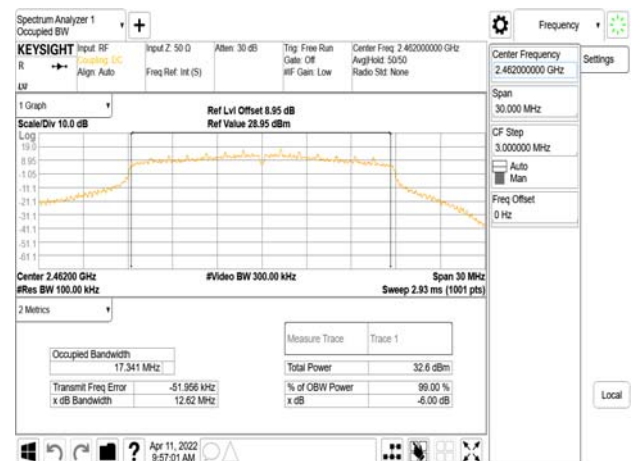 Spectrum Analyzer 1
Occupied BW
Frequency
KEYSIGHT Input: RF Input Z: 50 Ω Atten: 30 dB Trig: Free Run Center Freq: 2.462000000 GHz
R Coupling: DC Gate: Off Avg|Hold: 50/50
Align: Auto Freq Ref: Int (S) #IF Gain: Low Radio Std: None
Center Frequency
2.462000000 GHz
Settings
Span
30.000 MHz
CF Step
3.000000 MHz
Auto
Man
Freq Offset
0 Hz
Local
1 Graph
Ref Lvl Offset 8.95 dB
Scale/Div 10.0 dB Ref Value 28.95 dBm
Log
19.0
8.95
-1.05
-11.1
-21.1
-31.1
-41.1
-51.1
-61.1
Center 2.46200 GHz #Video BW 300.00 kHz Span 30 MHz
#Res BW 100.00 kHz Sweep 2.93 ms (1001 pts)
2 Metrics
Measure Trace Trace 1
Occupied Bandwidth
17.341 MHz
Total Power 32.6 dBm
Transmit Freq Error -51.956 kHz % of OBW Power 99.00 %
x dB Bandwidth 12.62 MHz x dB -6.00 dB
Apr 11, 2022
9:57:01 AM